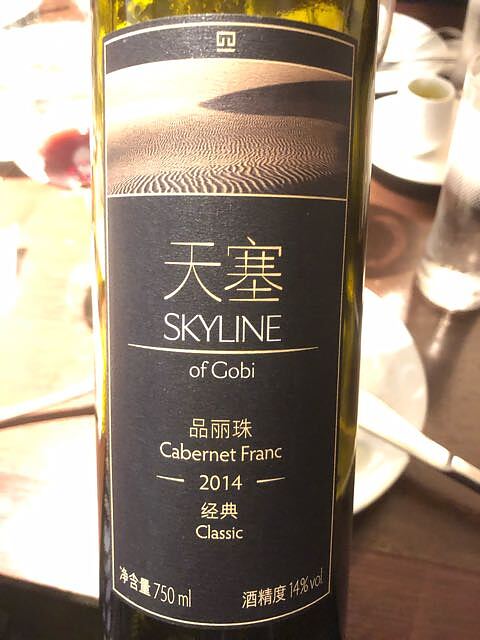 天塞
SKYLINE
of Gobi
品丽珠
Cabernet Franc
2014
经典
Classic
净含量 750 ml
酒精度 14% vol